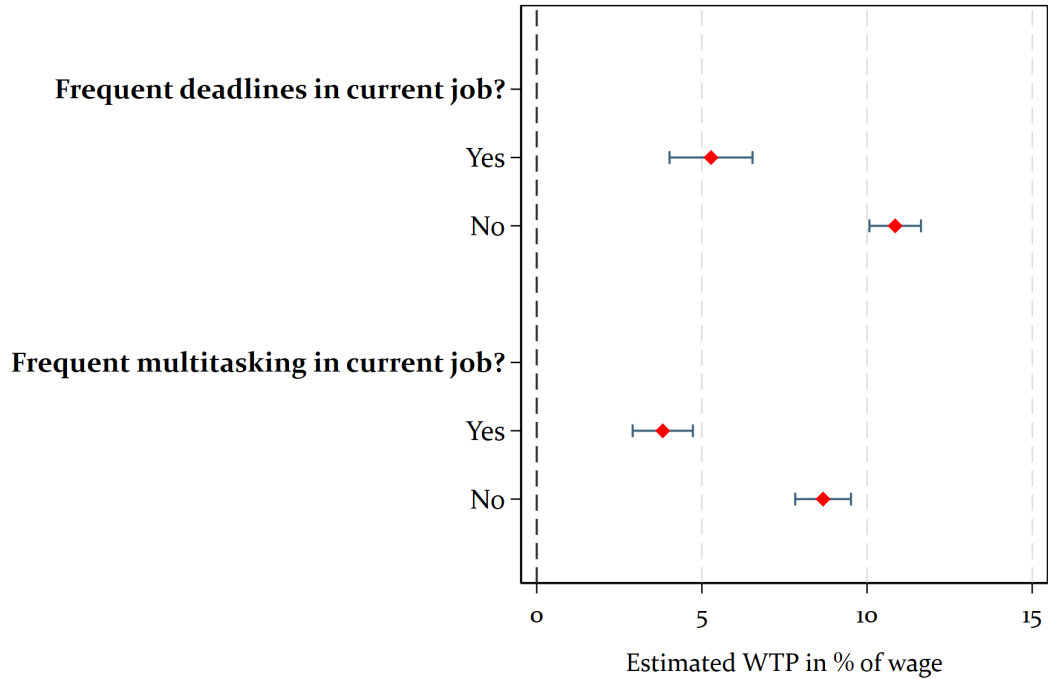 Frequent deadlines in current job?
Yes
No
Frequent multitasking in current job?
Yes
No
0 5 10 15
Estimated WTP in % of wage